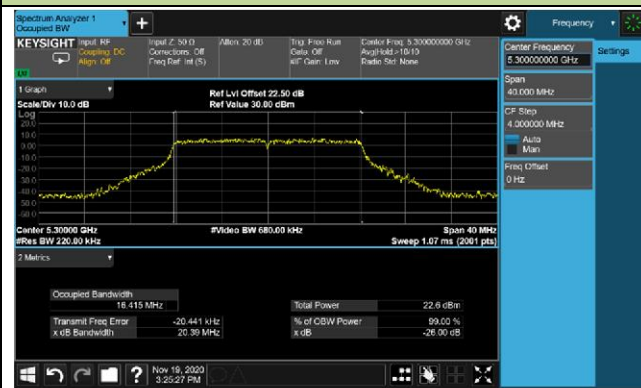 Spectrum Analyzer 1
Occupied BW
Frequency
KEYSIGHT
Input: RF
Coupling: DC
Align: Off
Input Z: 50 Ω
Corrections: Off
Freq Ref: Int (S)
Atten: 20 dB
Trig: Free Run
Gate: Off
#IF Gain: Low
Center Freq: 5.300000000 GHz
Avg|Hold:>10/10
Radio Std: None
LXI
Center Frequency
5.300000000 GHz
Settings
Span
40.000 MHz
CF Step
4.000000 MHz
Auto
Man
Freq Offset
0 Hz
1 Graph
Scale/Div 10.0 dB
Ref Lvl Offset 22.50 dB
Ref Value 30.00 dBm
Log
20.0
10.0
0.00
-10.0
-20.0
-30.0
-40.0
-50.0
-60.0
Center 5.30000 GHz
#Res BW 220.00 kHz
#Video BW 680.00 kHz
Span 40 MHz
Sweep 1.07 ms (2001 pts)
2 Metrics
Occupied Bandwidth
16.415 MHz
Total Power 22.6 dBm
Transmit Freq Error -20.441 kHz
% of OBW Power 99.00 %
x dB Bandwidth 20.39 MHz
x dB -26.00 dB
?
Nov 19, 2020
3:25:27 PM